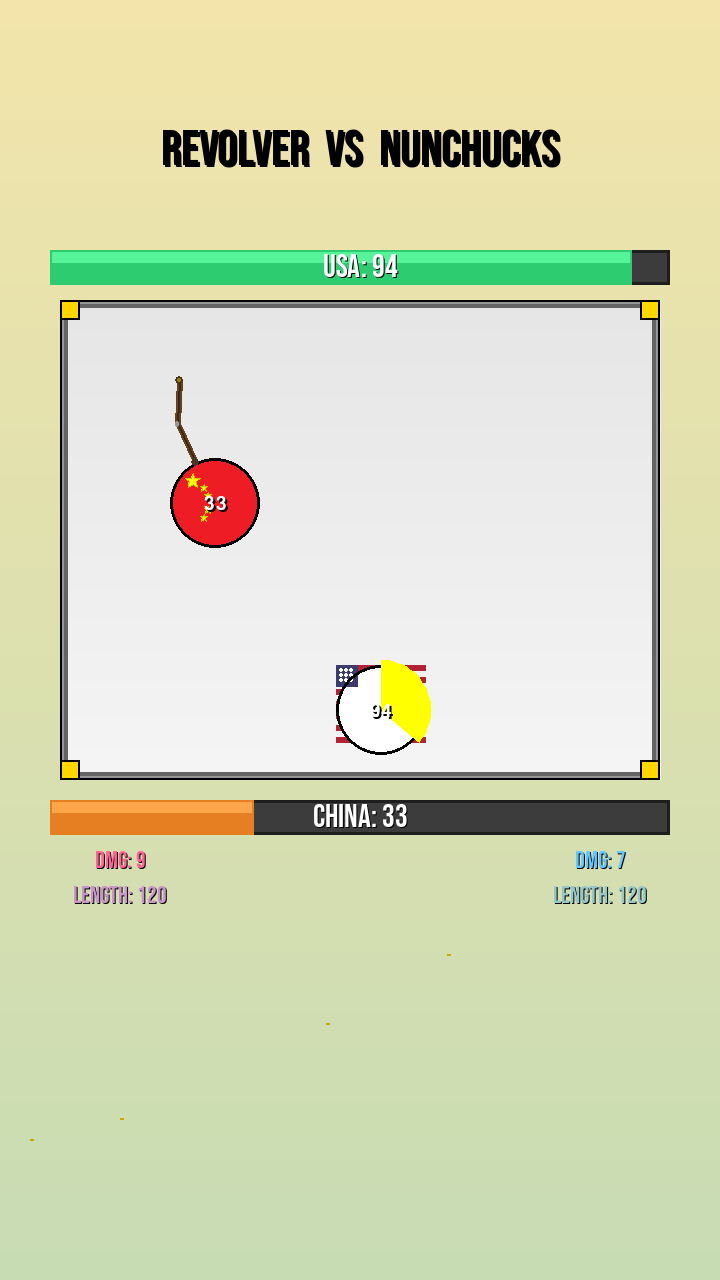 REVOLVER VS NUNCHUCKS
USA: 94
33
94
CHINA: 33
DMG: 9
DMG: 7
LENGTH: 120
LENGTH: 120